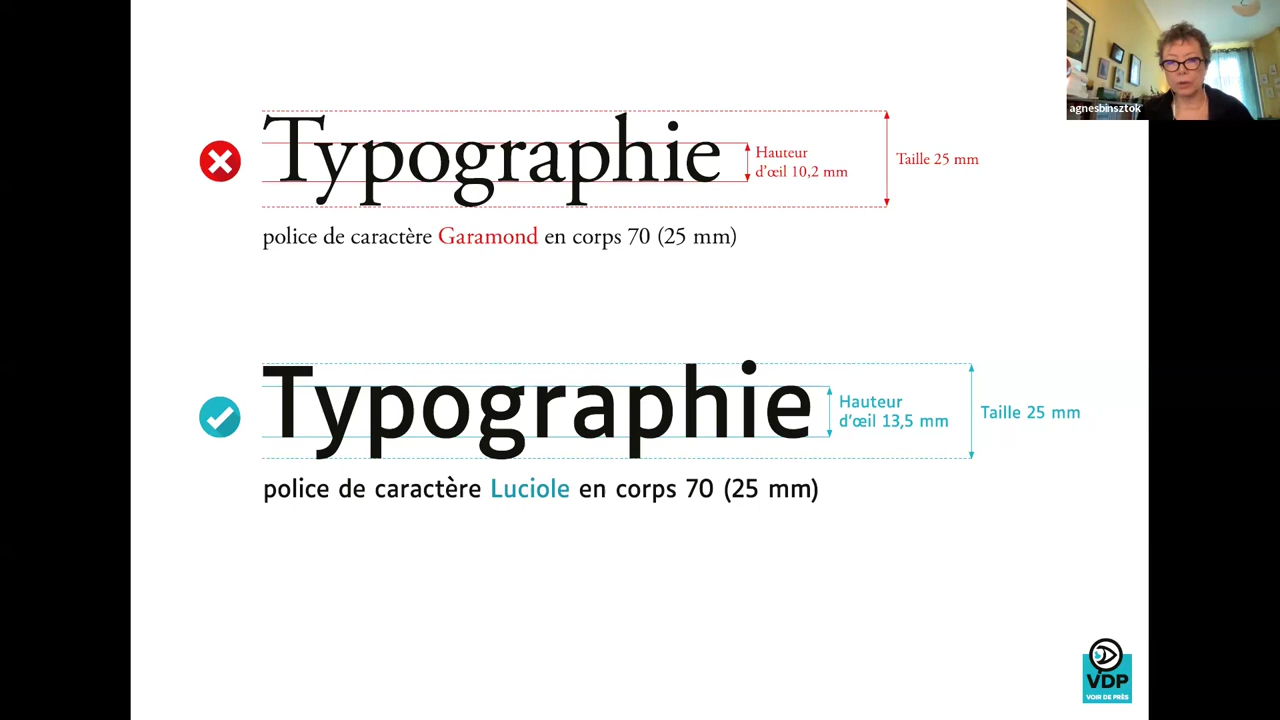 agnesbinsztok
Typographie
Hauteur
d'œil 10,2 mm
Taille 25 mm
police de caractère Garamond en corps 70 (25 mm)
Typographie
Hauteur
d'œil 13,5 mm
Taille 25 mm
police de caractère Luciole en corps 70 (25 mm)
VDP
VOIR DE PRÈS